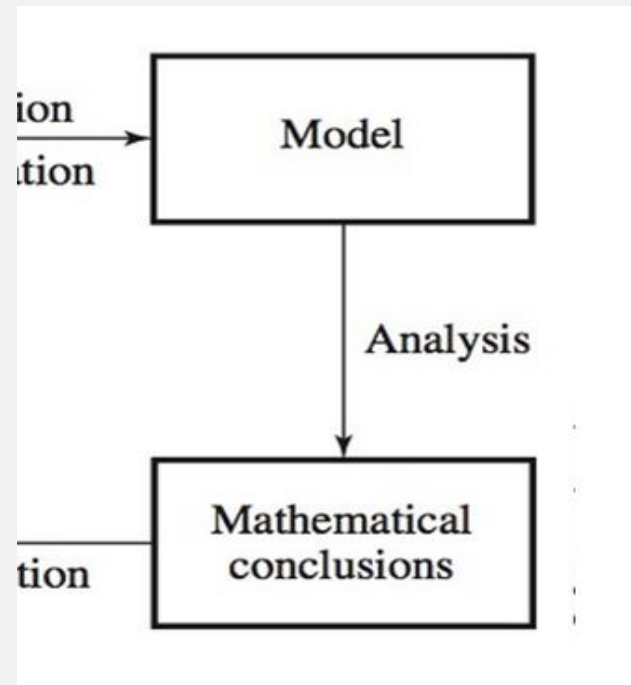 ion
Model
tion
Analysis
Mathematical
conclusions
tion